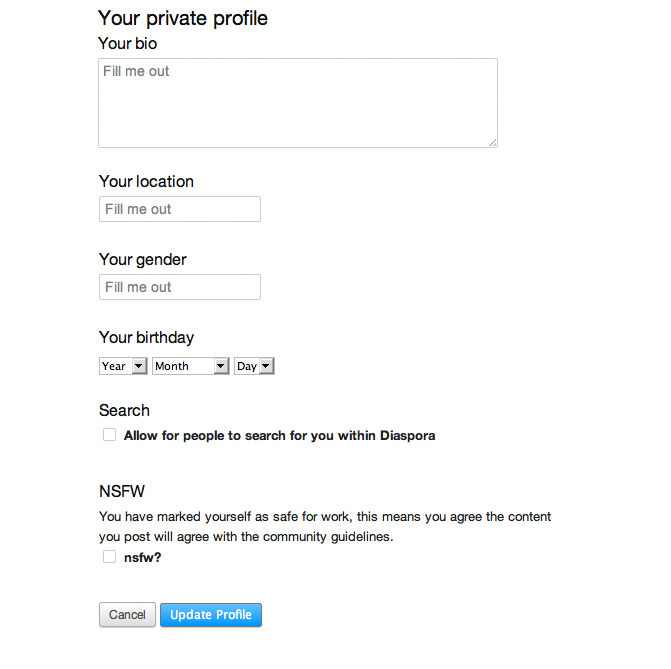 Your private profile
Your bio
Fill me out
Your location
Fill me out
Your gender
Fill me out
Your birthday
Year Month Day
Search
Allow for people to search for you within Diaspora
NSFW
You have marked yourself as safe for work, this means you agree the content
you post will agree with the community guidelines.
nsfw?
Cancel Update Profile